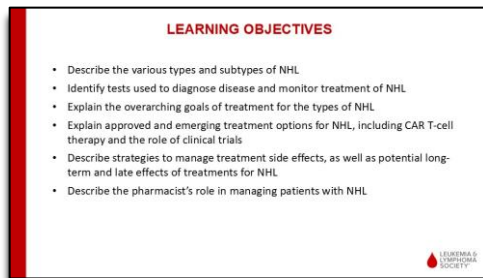 LEARNING OBJECTIVES
• Describe the various types and subtypes of NHL
• Identify tests used to diagnose disease and monitor treatment of NHL
• Explain the overarching goals of treatment for the types of NHL
• Explain approved and emerging treatment options for NHL, including CAR T-cell
therapy and the role of clinical trials
• Describe strategies to manage treatment side effects, as well as potential long-
term and late effects of treatments for NHL
• Describe the pharmacist's role in managing patients with NHL
LEUKEMIA &
LYMPHOMA
SOCIETY®